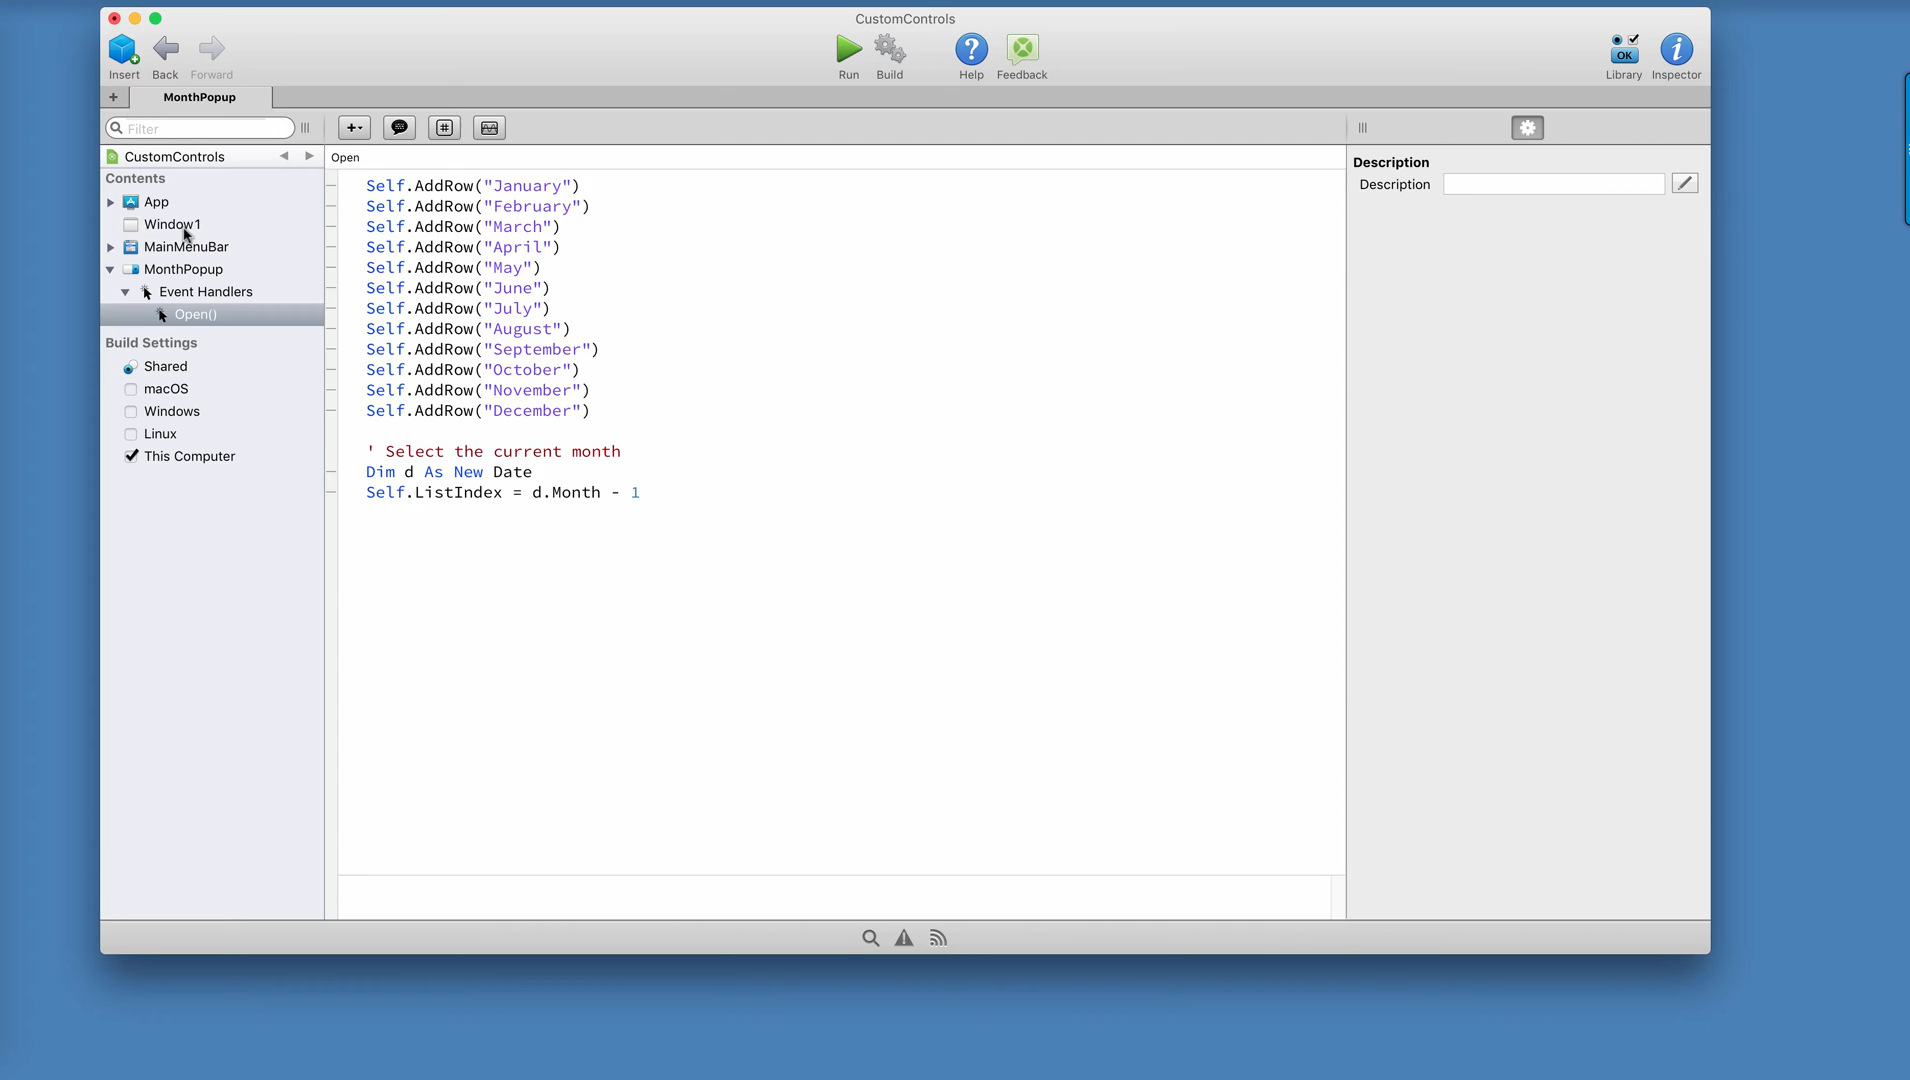 CustomControls
Insert
Back
Forward
Run
Build
Help
Feedback
OK
Library
Inspector
MonthPopup
Filter
CustomControls
Contents
App
Window1
MainMenuBar
MonthPopup
Event Handlers
Open()
Build Settings
Shared
macOS
Windows
Linux
This Computer
Open
Self.AddRow("January")
Self.AddRow("February")
Self.AddRow("March")
Self.AddRow("April")
Self.AddRow("May")
Self.AddRow("June")
Self.AddRow("July")
Self.AddRow("August")
Self.AddRow("September")
Self.AddRow("October")
Self.AddRow("November")
Self.AddRow("December")
' Select the current month
Dim d As New Date
Self.ListIndex = d.Month - 1
Description
Description